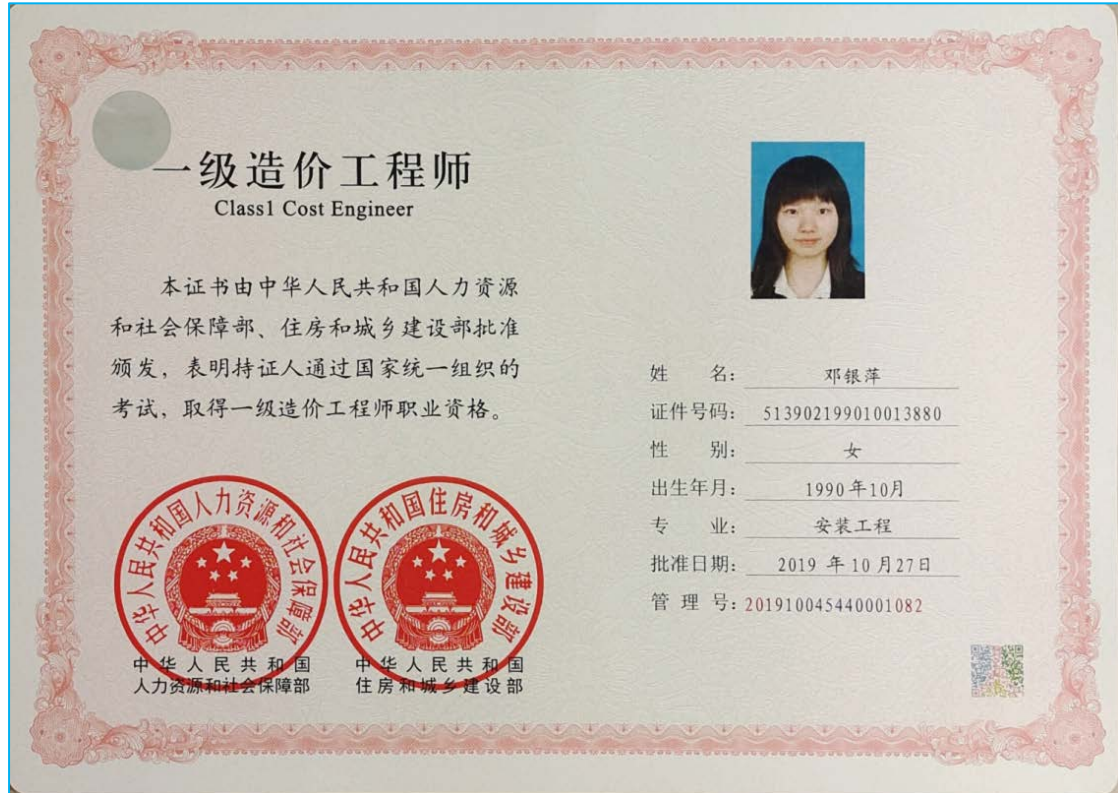 一级造价工程师
Class1 Cost Engineer
本证书由中华人民共和国人力资源
和社会保障部、住房和城乡建设部批准
颁发，表明持证人通过国家统一组织的
考试，取得一级造价工程师职业资格。
中华人民共和国人力资源和社会保障部
中华人民共和国住房和城乡建设部
中华人民共和国
人力资源和社会保障部
中华人民共和国
住房和城乡建设部
姓 名： 邓银萍
证件号码： 513902199010013880
性 别： 女
出生年月： 1990年10月
专 业： 安装工程
批准日期： 2019 年 10 月27日
管 理 号：201910045440001082